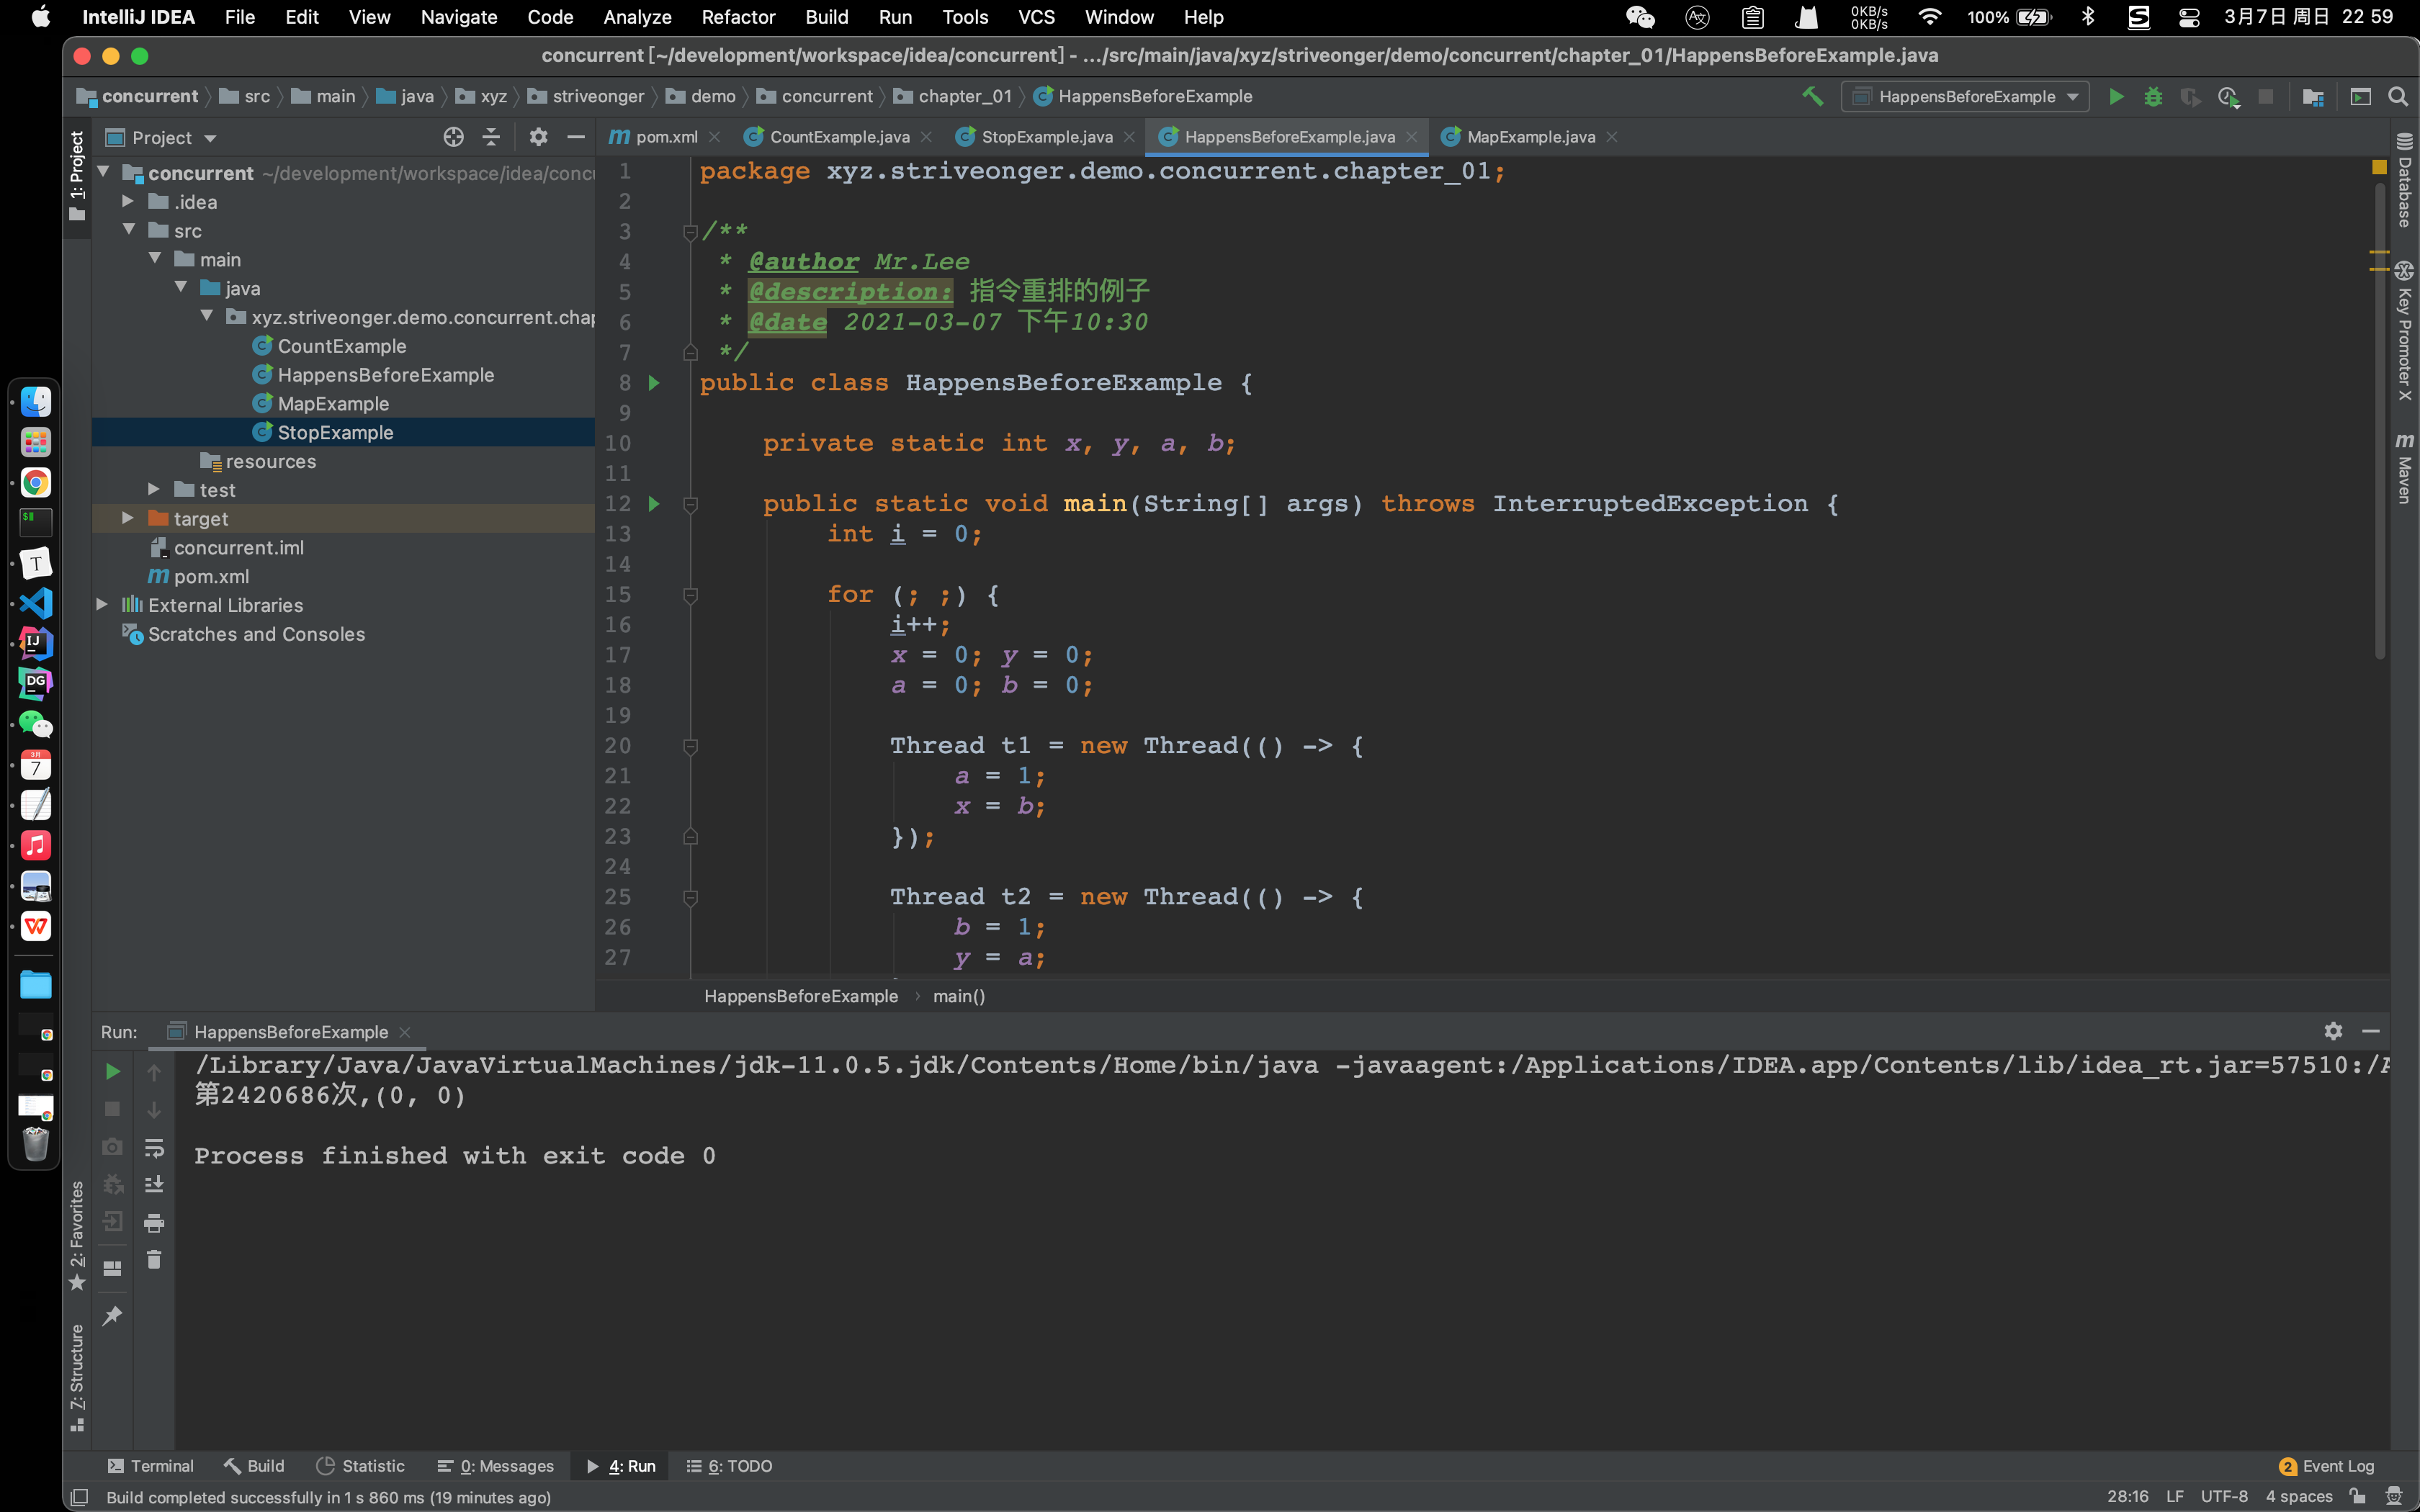 IntelliJ IDEA File Edit View Navigate Code Analyze Refactor Build Run Tools VCS Window Help 0KB/s 0KB/s 100% 3月7日 周日 22 59
concurrent [~/development/workspace/idea/concurrent] - .../src/main/java/xyz/striveonger/demo/concurrent/chapter_01/HappensBeforeExample.java
concurrent src main java xyz striveonger demo concurrent chapter_01 HappensBeforeExample HappensBeforeExample
1: Project
Project
concurrent ~/development/workspace/idea/concu
.idea
src
main
java
xyz.striveonger.demo.concurrent.chap
CountExample
HappensBeforeExample
MapExample
StopExample
resources
test
target
concurrent.iml
pom.xml
External Libraries
Scratches and Consoles
pom.xml CountExample.java StopExample.java HappensBeforeExample.java MapExample.java
1 package xyz.striveonger.demo.concurrent.chapter_01;
2
3 /**
4 * @author Mr.Lee
5 * @description: 指令重排的例子
6 * @date 2021-03-07 下午10:30
7 */
8 public class HappensBeforeExample {
9
10 private static int x, y, a, b;
11
12 public static void main(String[] args) throws InterruptedException {
13 int i = 0;
14
15 for (; ;) {
16 i++;
17 x = 0; y = 0;
18 a = 0; b = 0;
19
20 Thread t1 = new Thread(() -> {
21 a = 1;
22 x = b;
23 });
24
25 Thread t2 = new Thread(() -> {
26 b = 1;
27 y = a;
HappensBeforeExample main()
Database
Key Promoter X
Maven
Run: HappensBeforeExample
/Library/Java/JavaVirtualMachines/jdk-11.0.5.jdk/Contents/Home/bin/java -javaagent:/Applications/IDEA.app/Contents/lib/idea_rt.jar=57510:/A
第2420686次,(0, 0)
Process finished with exit code 0
2: Favorites
7: Structure
Terminal Build Statistic 0: Messages 4: Run 6: TODO 2 Event Log
Build completed successfully in 1 s 860 ms (19 minutes ago) 28:16 LF UTF-8 4 spaces